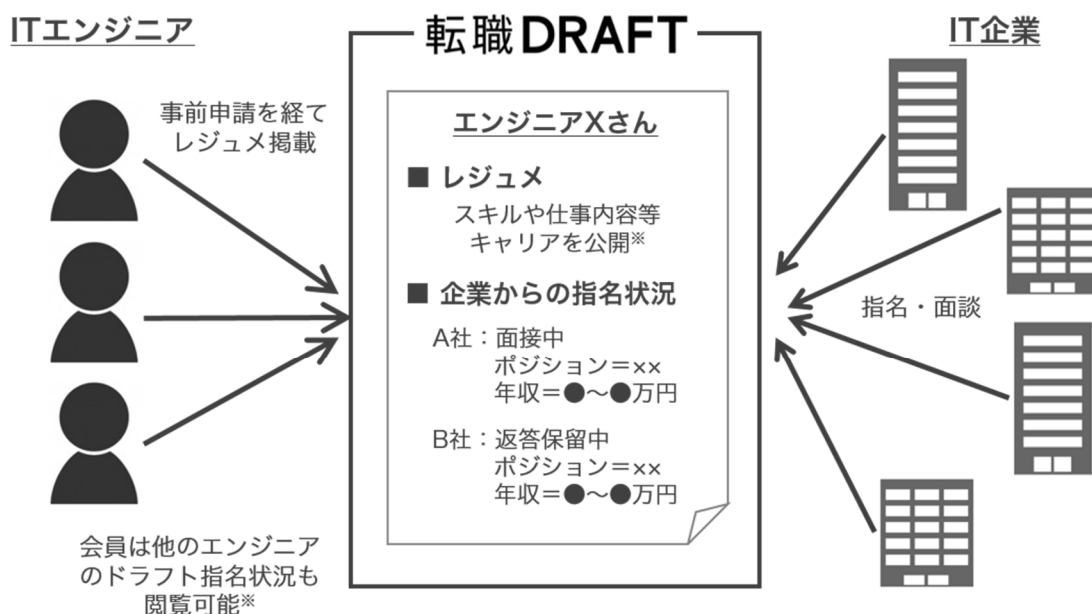 ITエンジニア
転職DRAFT
IT企業
事前申請を経て
レジュメ掲載
エンジニアXさん
■ レジュメ
スキルや仕事内容等
キャリアを公開※
■ 企業からの指名状況
A社：面接中
ポジション＝××
年収＝●～●万円
B社：返答保留中
ポジション＝××
年収＝●～●万円
指名・面談
会員は他のエンジニア
のドラフト指名状況も
閲覧可能※